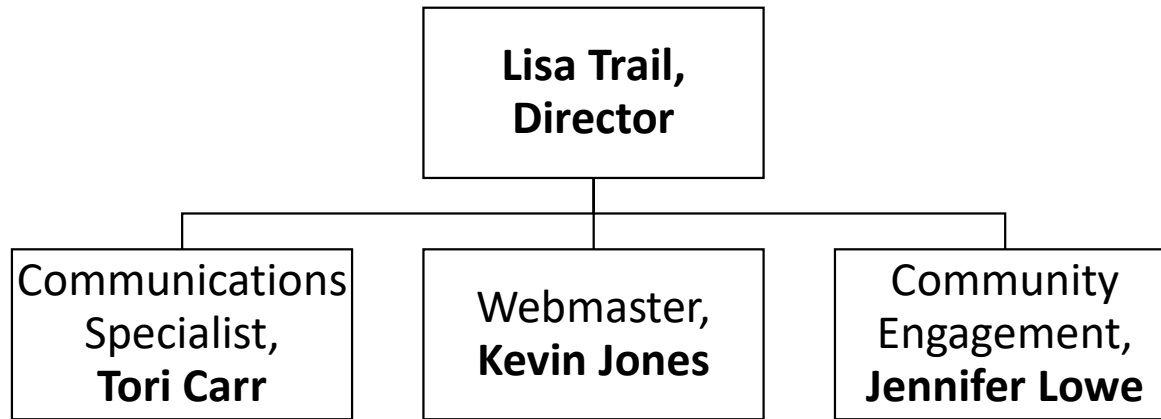 Lisa Trail,
Director
Communications
Specialist,
Tori Carr
Webmaster,
Kevin Jones
Community
Engagement,
Jennifer Lowe